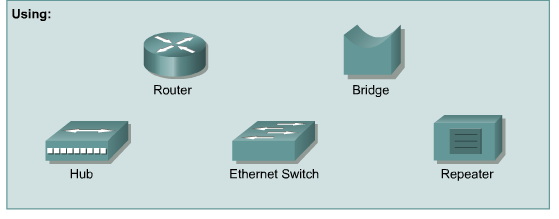 Using:
Router
Bridge
Hub
Ethernet Switch
Repeater